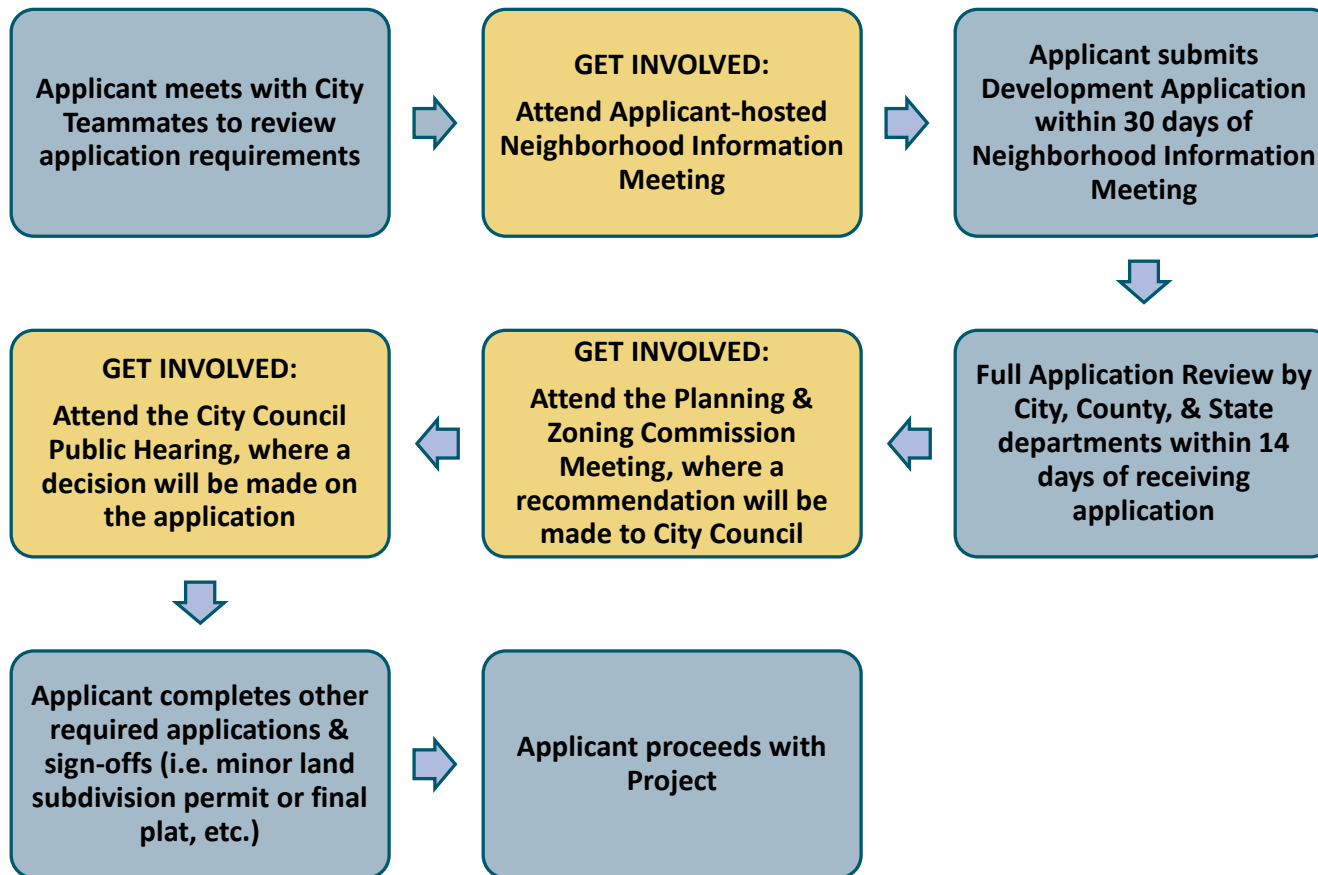 Applicant meets with City
Teammates to review
application requirements
GET INVOLVED:
Attend Applicant-hosted
Neighborhood Information
Meeting
Applicant submits
Development Application
within 30 days of
Neighborhood Information
Meeting
Full Application Review by
City, County, & State
departments within 14
days of receiving
application
GET INVOLVED:
Attend the Planning &
Zoning Commission
Meeting, where a
recommendation will be
made to City Council
GET INVOLVED:
Attend the City Council
Public Hearing, where a
decision will be made on
the application
Applicant completes other
required applications &
sign-offs (i.e. minor land
subdivision permit or final
plat, etc.)
Applicant proceeds with
Project